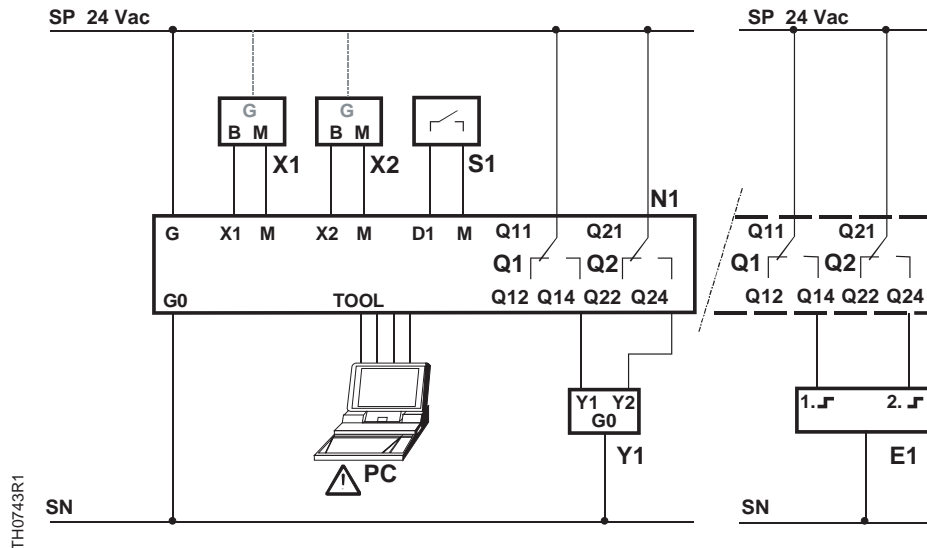 SP 24 Vac
SP 24 Vac
G
G
B M
B M
X1
X2
S1
N1
G X1 M X2 M D1 M Q11 Q21
Q11 Q21
Q1 Q2
Q1 Q2
G0 TOOL Q12 Q14 Q22 Q24
Q12 Q14 Q22 Q24
Y1 Y2
G0
1. 2.
Y1
E1
PC
SN
SN
TH0743R1